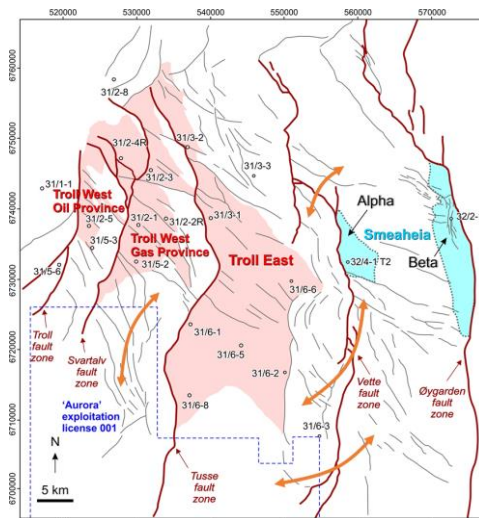 520000
530000
540000
550000
560000
570000
6760000
6750000
6740000
6730000
6720000
6710000
6700000
31/2-8
31/2-4R
31/3-2
31/2-3
31/3-3
31/1-1
Troll West
Oil Province
31/2-5
31/2-1
31/2-2R
31/3-1
31/5-3
Troll West
Gas Province
31/5-2
31/5-6
Troll East
Alpha
Smeaheia
32/2-
Beta
32/4-1 T2
31/6-6
Troll
fault
zone
Svartalv
fault
zone
31/6-1
31/6-5
31/6-2
31/6-8
31/6-3
Vette
fault
zone
Øygarden
fault
zone
'Aurora'
exploitation
license 001
N
5 km
Tusse
fault zone